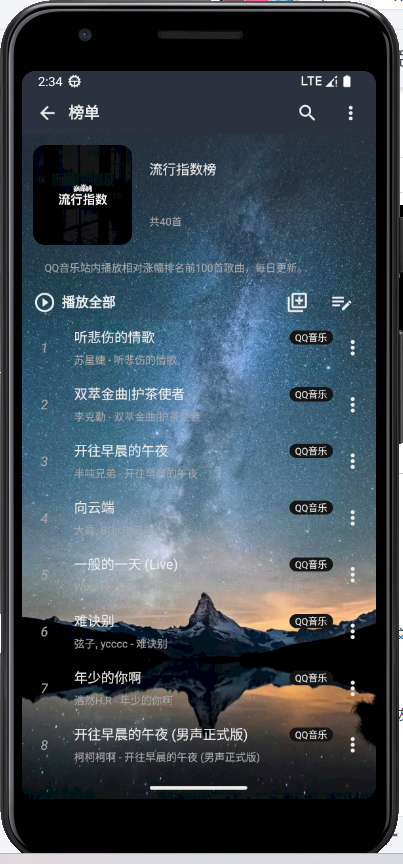 2:34
LTE
榜单
流行指数
流行指数榜
共40首
QQ音乐站内播放相对涨幅排名前100首歌曲，每日更新。
播放全部
1 听悲伤的情歌 QQ音乐
苏星婕 - 听悲伤的情歌
2 双萃金曲|护茶使者 QQ音乐
李克勤 - 双萃金曲|护茶使者
3 开往早晨的午夜 QQ音乐
半吨兄弟 - 开往早晨的午夜
4 向云端 QQ音乐
5 一般的一天 (Live) QQ音乐
6 难诀别 QQ音乐
弦子, ycccc - 难诀别
7 年少的你啊 QQ音乐
浩然H.R - 年少的你啊
8 开往早晨的午夜 (男声正式版) QQ音乐
柯柯柯啊 - 开往早晨的午夜 (男声正式版)